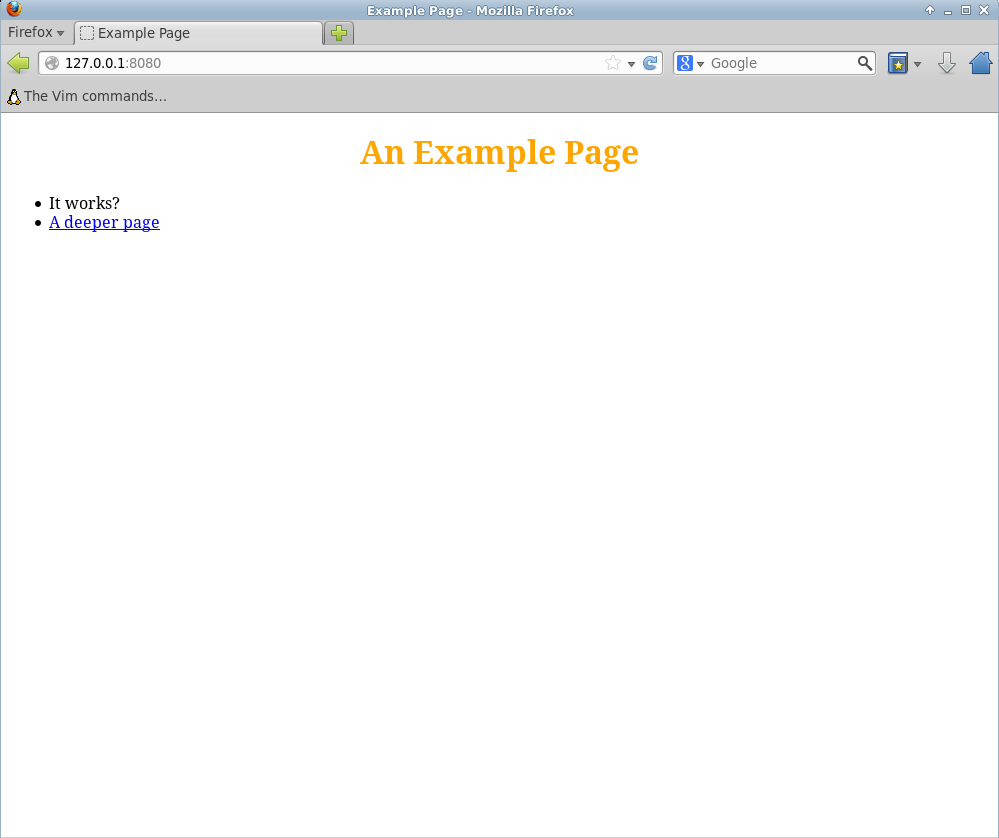 Example Page - Mozilla Firefox
Firefox
Example Page
127.0.0.1:8080
8 Google
The Vim commands...
An Example Page
• It works?
• A deeper page